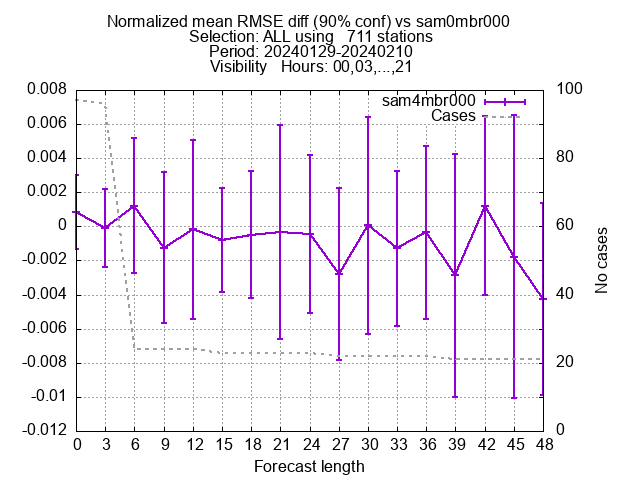 Normalized mean RMSE diff (90% conf) vs sam0mbr000
Selection: ALL using   711 stations
Period: 20240129-20240210
Visibility   Hours: 00,03,...,21
sam4mbr000
Cases
0.008
0.006
0.004
0.002
0
-0.002
-0.004
-0.006
-0.008
-0.01
-0.012
100
80
60
40
20
0
No cases
0 3 6 9 12 15 18 21 24 27 30 33 36 39 42 45 48
Forecast length